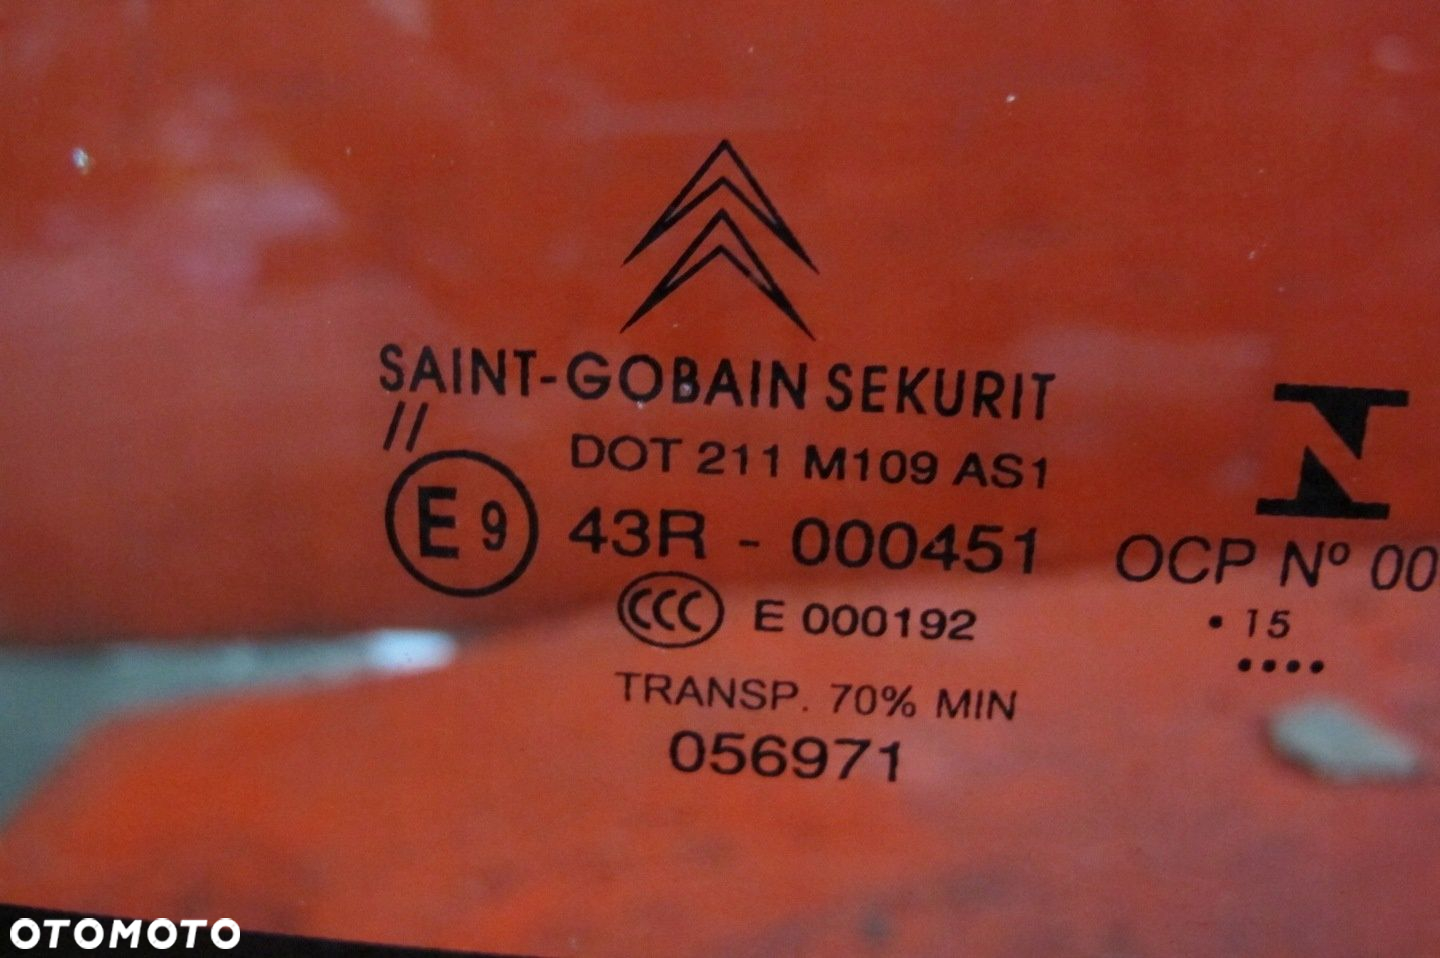 SAINT-GOBAIN SEKURIT
//
DOT 211 M109 AS1
E 9 43R - 000451
CCC E 000192
TRANSP. 70% MIN
056971
N
OCP Nº 00
• 15
••••
OTOMOTO